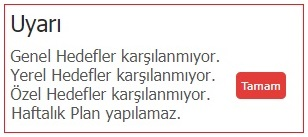 Uyarı
Genel Hedefler karşılanmıyor.
Yerel Hedefler karşılanmıyor.
Özel Hedefler karşılanmıyor.
Haftalık Plan yapılamaz.
Tamam